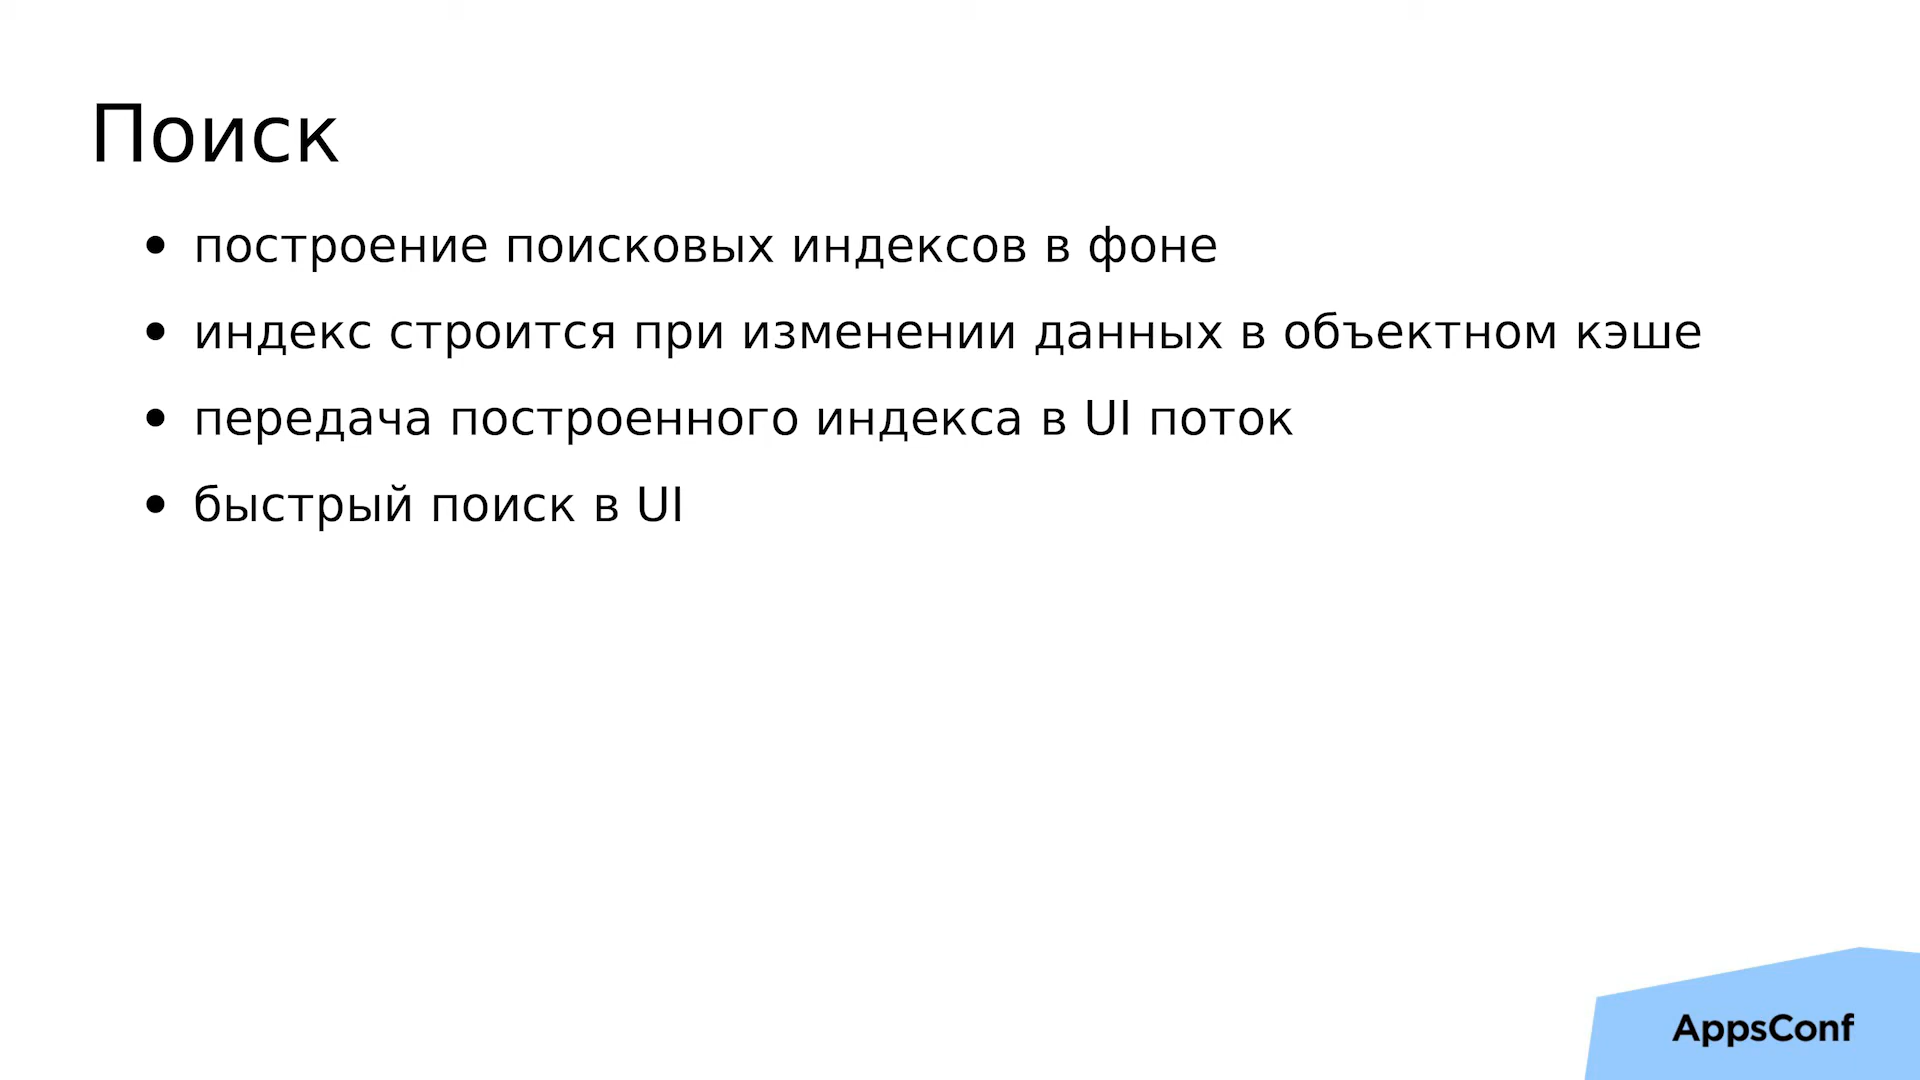 Поиск
• построение поисковых индексов в фоне
• индекс строится при изменении данных в объектном кэше
• передача построенного индекса в UI поток
• быстрый поиск в UI
AppsConf